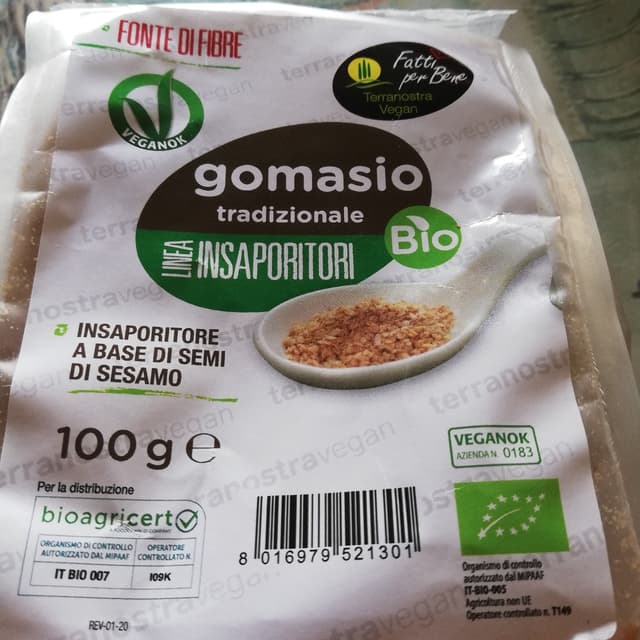 FONTE DI FIBRE
VEGANOK
Fatti
per Bene
Terranostra
Vegan
gomasio
tradizionale
LINEA INSAPORITORI
Bio
INSAPORITORE
A BASE DI SEMI
DI SESAMO
100g e
VEGANOK
AZIENDA N. 0183
Per la distribuzione
bioagricert
ORGANISMO DI CONTROLLO
AUTORIZZATO DAL MIPAAF
IT BIO 007
OPERATORE
CONTROLLATO N.
I09K
8 016979 521301
Organismo di controllo
autorizzato dal MIPAAF
IT-BIO-005
Agricoltura non UE
Operatore controllato n. T149
REV-01-20
terranostravegan